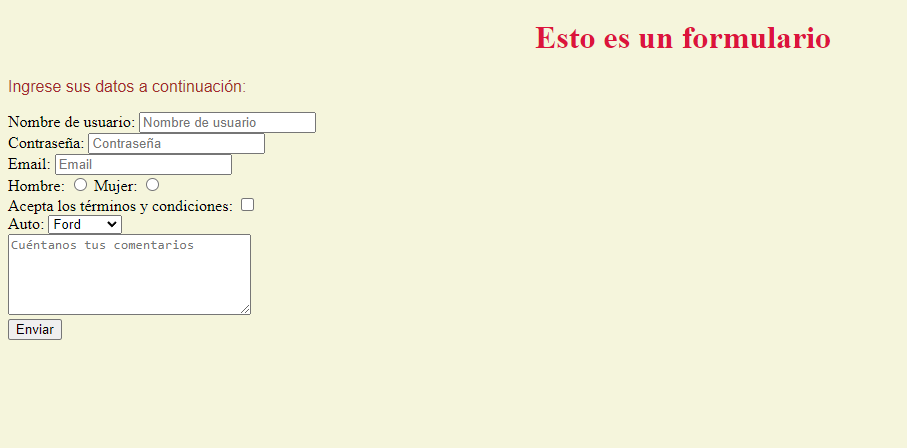 Esto es un formulario
Ingrese sus datos a continuación:
Nombre de usuario: Nombre de usuario
Contraseña: Contraseña
Email: Email
Hombre: Mujer:
Acepta los términos y condiciones:
Auto: Ford
Cuéntanos tus comentarios
Enviar